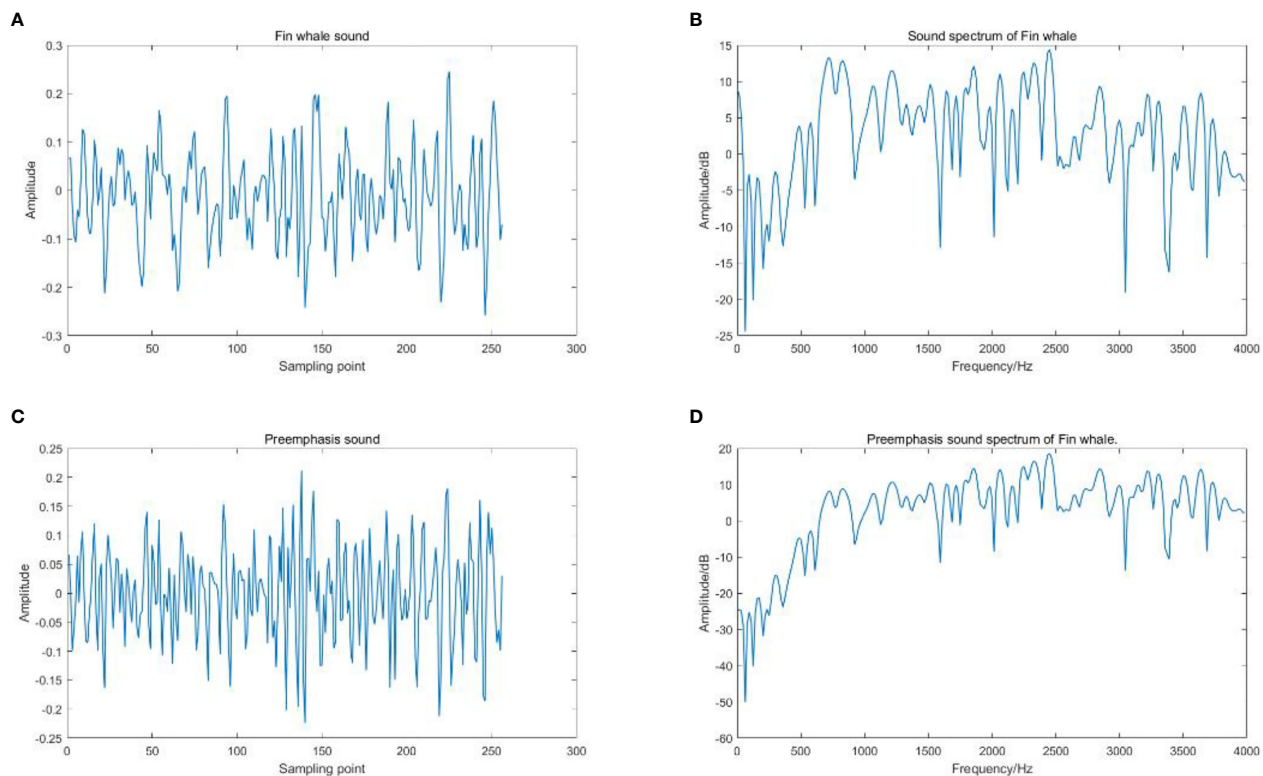 A
Fin whale sound
0.3
0.2
0.1
0
-0.1
-0.2
-0.3
Amplitude
0 50 100 150 200 250 300
Sampling point
B
Sound spectrum of Fin whale
15
10
5
0
-5
-10
-15
-20
-25
Amplitude/dB
0 500 1000 1500 2000 2500 3000 3500 4000
Frequency/Hz
C
Preemphasis sound
0.25
0.2
0.15
0.1
0.05
0
-0.05
-0.1
-0.15
-0.2
-0.25
Amplitude
0 50 100 150 200 250 300
Sampling point
D
Preemphasis sound spectrum of Fin whale.
20
10
0
-10
-20
-30
-40
-50
-60
Amplitude/dB
0 500 1000 1500 2000 2500 3000 3500 4000
Frequency/Hz